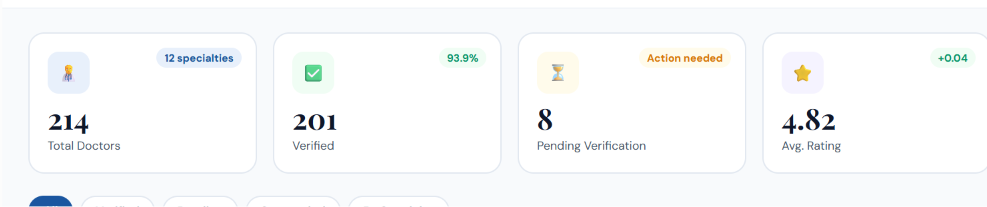 12 specialties
214
Total Doctors
93.9%
201
Verified
Action needed
8
Pending Verification
+0.04
4.82
Avg. Rating